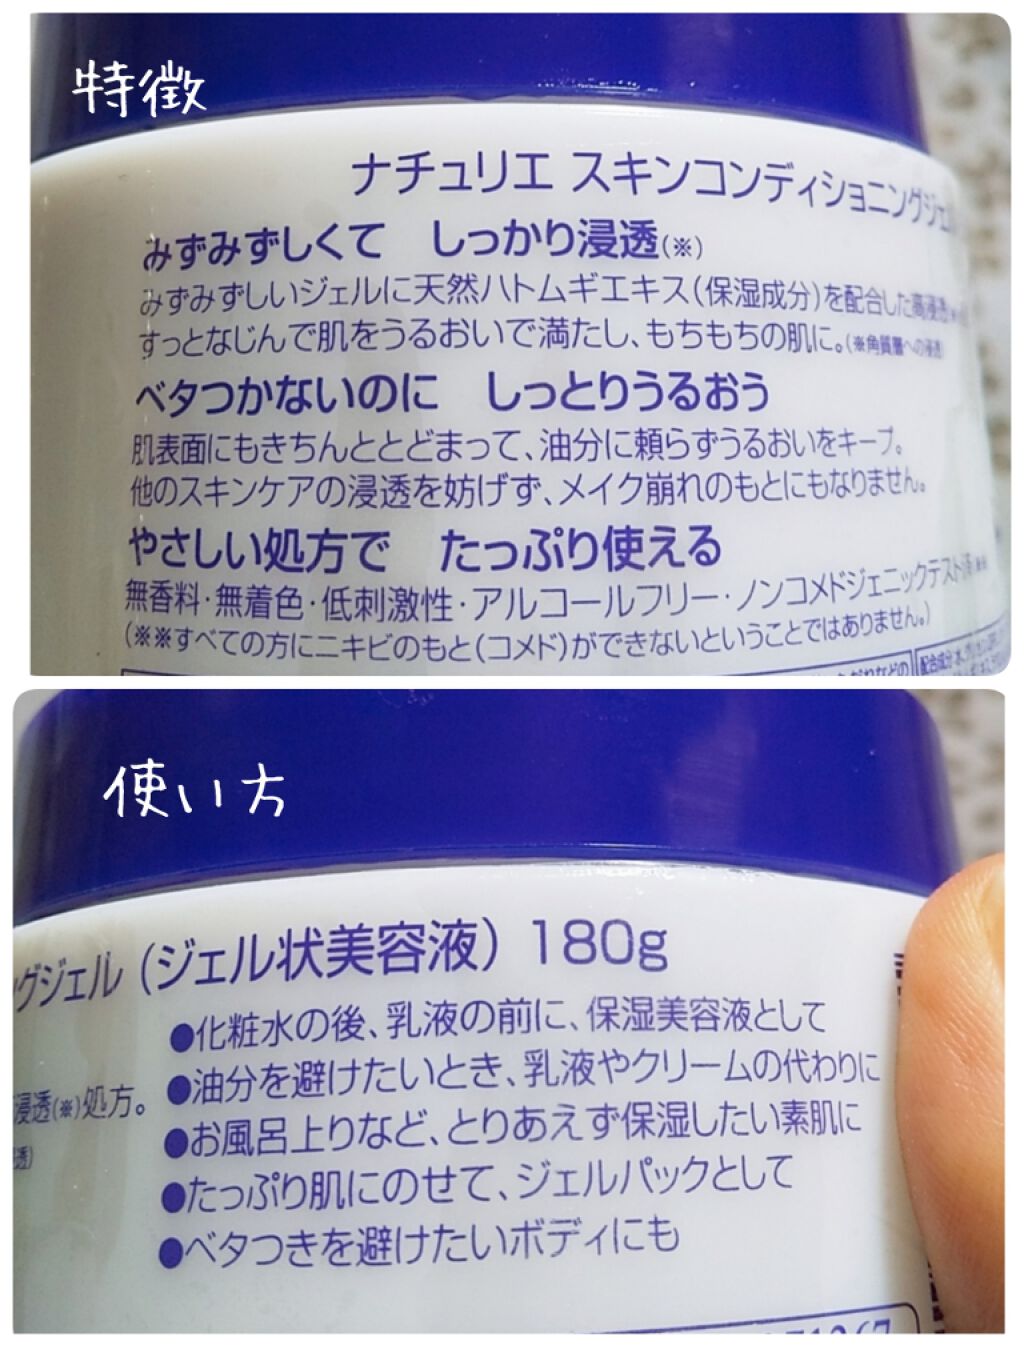 特徴
ナチュリエ スキンコンディショニングジェル
みずみずしくて しっかり浸透(※)
みずみずしいジェルに天然ハトムギエキス(保湿成分)を配合した高浸透
すっとなじんで肌をうるおいで満たし、もちもちの肌に。(※角質層への浸透)
ベタつかないのに しっとりうるおう
肌表面にもきちんととどまって、油分に頼らずうるおいをキープ。
他のスキンケアの浸透を妨げず、メイク崩れのもとにもなりません。
やさしい処方で たっぷり使える
無香料・無着色・低刺激性・アルコールフリー・ノンコメドジェニックテスト済
(※※すべての方にニキビのもと(コメド)ができないということではありません。)
などの
配合成分
使い方
ングジェル (ジェル状美容液) 180g
●化粧水の後、乳液の前に、保湿美容液として
●油分を避けたいとき、乳液やクリームの代わりに
浸透(※)処方。
●お風呂上りなど、とりあえず保湿したい素肌に
透)
●たっぷり肌にのせて、ジェルパックとして
●ベタつきを避けたいボディにも